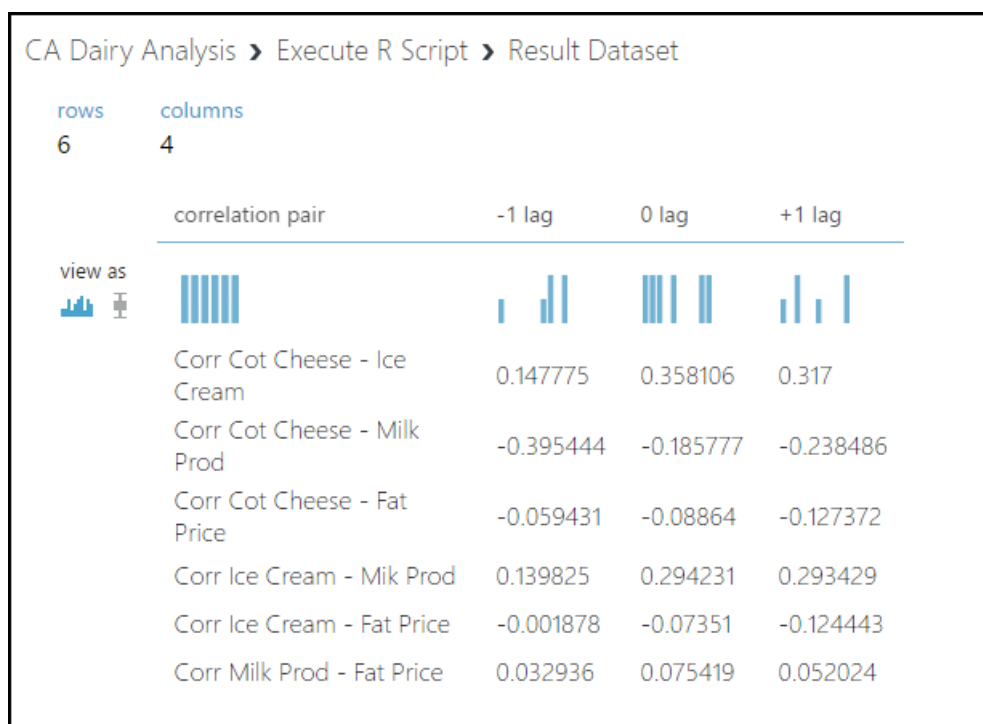 CA Dairy Analysis ❯ Execute R Script ❯ Result Dataset
rows columns
6 4
correlation pair -1 lag 0 lag +1 lag
view as
Corr Cot Cheese - Ice
Cream 0.147775 0.358106 0.317
Corr Cot Cheese - Milk
Prod -0.395444 -0.185777 -0.238486
Corr Cot Cheese - Fat
Price -0.059431 -0.08864 -0.127372
Corr Ice Cream - Mik Prod 0.139825 0.294231 0.293429
Corr Ice Cream - Fat Price -0.001878 -0.07351 -0.124443
Corr Milk Prod - Fat Price 0.032936 0.075419 0.052024